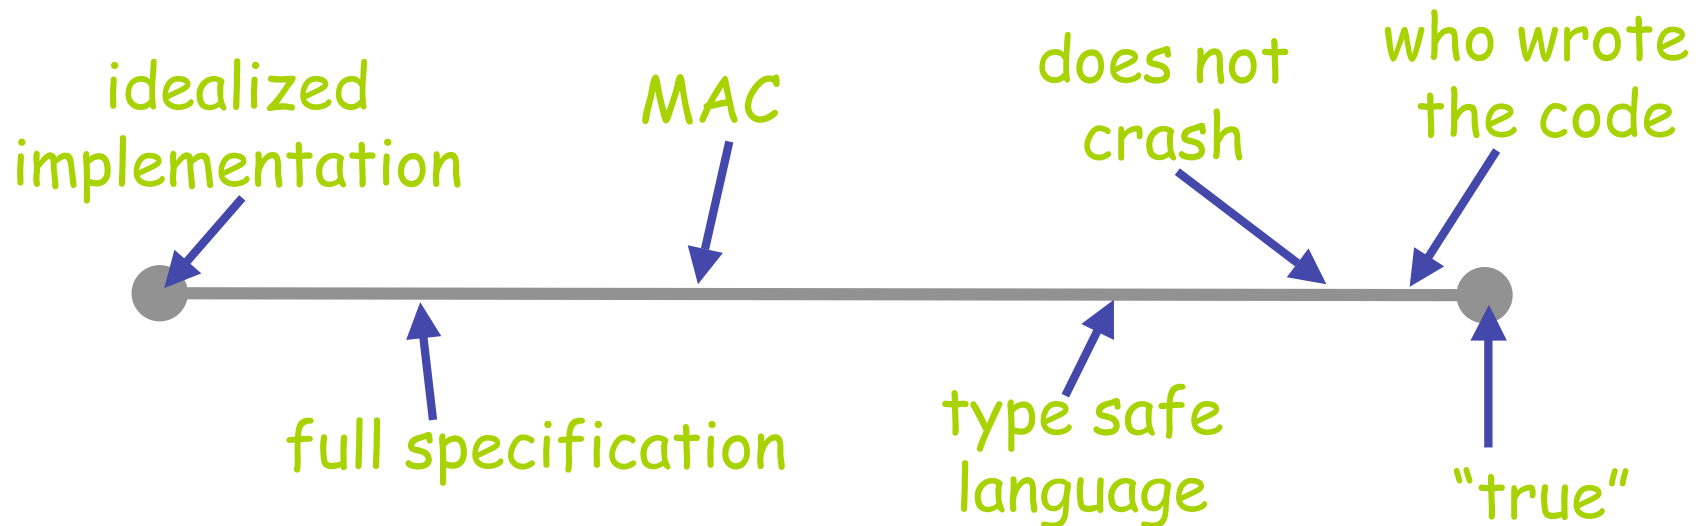 idealized
implementation
MAC
does not
crash
who wrote
the code
full specification
type safe
language
“true”